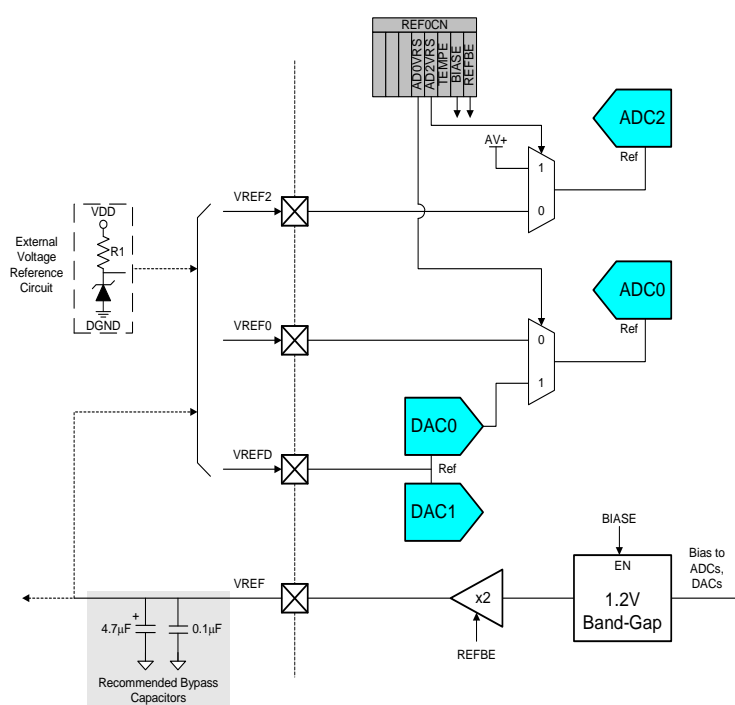 REF0CN
AD0VRS
AD2VRS
TEMPE
BIASE
REFBE
ADC2
Ref
AV+
1
0
VREF2
External
Voltage
Reference
Circuit
VDD
R1
DGND
ADC0
Ref
VREF0
0
1
DAC0
VREFD
Ref
DAC1
BIASE
Bias to
ADCs,
DACs
EN
1.2V
Band-Gap
VREF
x2
REFBE
+
4.7µF
0.1µF
Recommended Bypass
Capacitors